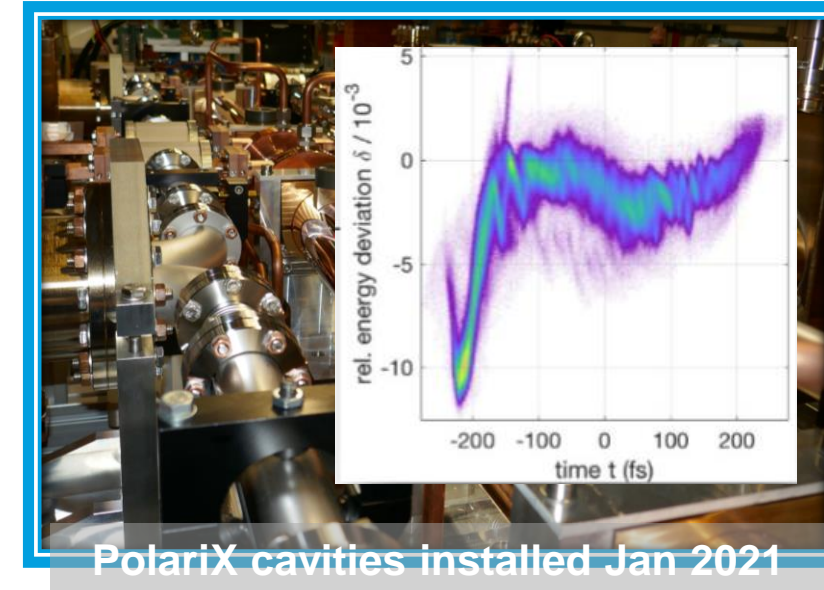 rel. energy deviation δ / 10⁻³
5
0
-5
-10
-200 -100 0 100 200
time t (fs)
PolariX cavities installed Jan 2021